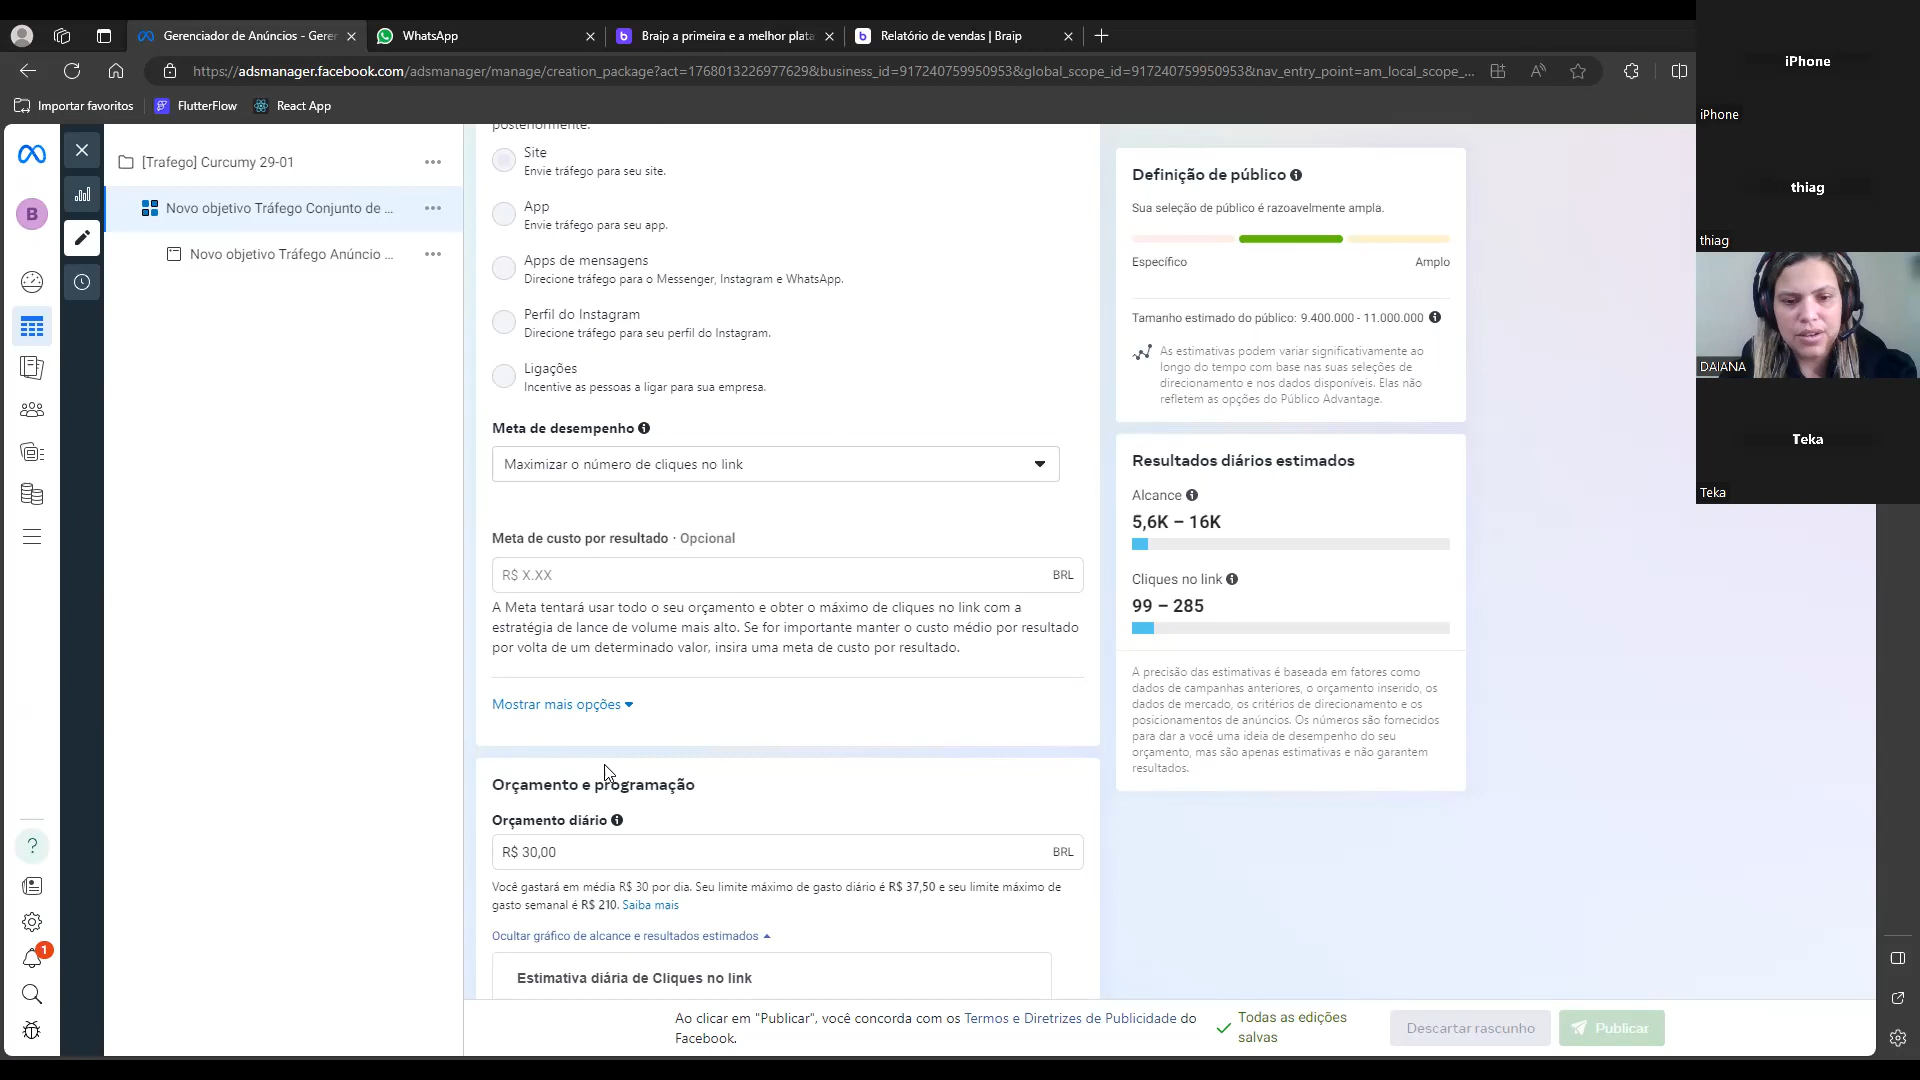 Gerenciador de Anúncios - Geren
WhatsApp
Braip a primeira e a melhor plata
Relatório de vendas | Braip
https://adsmanager.facebook.com/adsmanager/manage/creation_package?act=1768013226977629&business_id=917240759950953&global_scope_id=917240759950953&nav_entry_point=am_local_scope_...
Importar favoritos
FlutterFlow
React App
B
1
[Trafego] Curcumy 29-01
Novo objetivo Tráfego Conjunto de ...
Novo objetivo Tráfego Anúncio ...
posteriormente.
Site
Envie tráfego para seu site.
App
Envie tráfego para seu app.
Apps de mensagens
Direcione tráfego para o Messenger, Instagram e WhatsApp.
Perfil do Instagram
Direcione tráfego para seu perfil do Instagram.
Ligações
Incentive as pessoas a ligar para sua empresa.
Meta de desempenho
Maximizar o número de cliques no link
Meta de custo por resultado · Opcional
R$ X.XX
BRL
A Meta tentará usar todo o seu orçamento e obter o máximo de cliques no link com a
estratégia de lance de volume mais alto. Se for importante manter o custo médio por resultado
por volta de um determinado valor, insira uma meta de custo por resultado.
Mostrar mais opções
Orçamento e programação
Orçamento diário
R$ 30,00
BRL
Você gastará em média R$ 30 por dia. Seu limite máximo de gasto diário é R$ 37,50 e seu limite máximo de
gasto semanal é R$ 210. Saiba mais
Ocultar gráfico de alcance e resultados estimados
Estimativa diária de Cliques no link
Definição de público
Sua seleção de público é razoavelmente ampla.
Específico
Amplo
Tamanho estimado do público: 9.400.000 - 11.000.000
As estimativas podem variar significativamente ao
longo do tempo com base nas suas seleções de
direcionamento e nos dados disponíveis. Elas não
refletem as opções do Público Advantage.
Resultados diários estimados
Alcance
5,6K – 16K
Cliques no link
99 – 285
A precisão das estimativas é baseada em fatores como
dados de campanhas anteriores, o orçamento inserido, os
dados de mercado, os critérios de direcionamento e os
posicionamentos de anúncios. Os números são fornecidos
para dar a você uma ideia de desempenho do seu
orçamento, mas são apenas estimativas e não garantem
resultados.
Ao clicar em "Publicar", você concorda com os Termos e Diretrizes de Publicidade do
Facebook.
Todas as edições
salvas
Descartar rascunho
Publicar
iPhone
iPhone
thiag
thiag
DAIANA
Teka
Teka